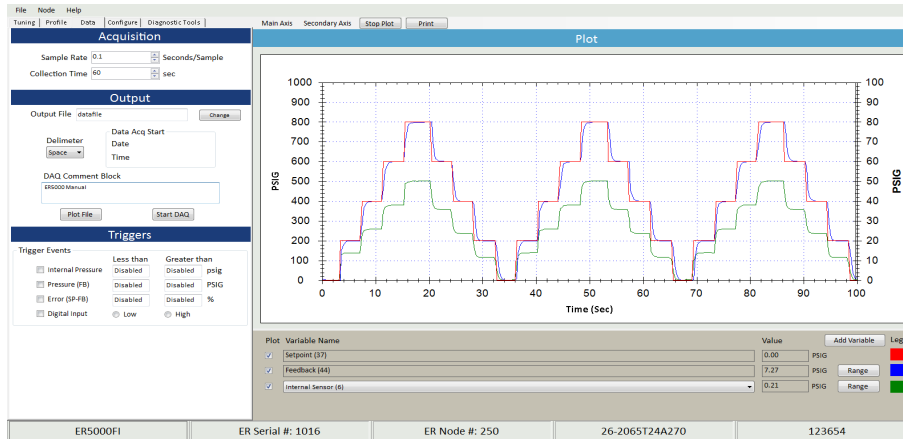 File Node Help
Tuning Profile Data Configure Diagnostic Tools
Main Axis Secondary Axis Stop Plot Print
Acquisition
Sample Rate 0.1 Seconds/Sample
Collection Time 60 sec
Output
Output File datafile Change
Delimeter
Space
Data Acq Start
Date
Time
DAQ Comment Block
ER5000 Manual
Plot File Start DAQ
Triggers
Trigger Events
Less than Greater than
Internal Pressure Disabled Disabled psig
Pressure (FB) Disabled Disabled PSIG
Error (SP-FB) Disabled Disabled %
Digital Input Low High
Plot
PSIG
1000
900
800
700
600
500
400
300
200
100
0
100
90
80
70
60
50
40
30
20
10
0
PSIG
0 10 20 30 40 50 60 70 80 90 100
Time (Sec)
Plot Variable Name Value Add Variable Leg
Setpoint (37) 0.00 PSIG
Feedback (44) 7.27 PSIG Range
Internal Sensor (6) 0.21 PSIG Range
ER5000FI ER Serial #: 1016 ER Node #: 250 26-2065T24A270 123654